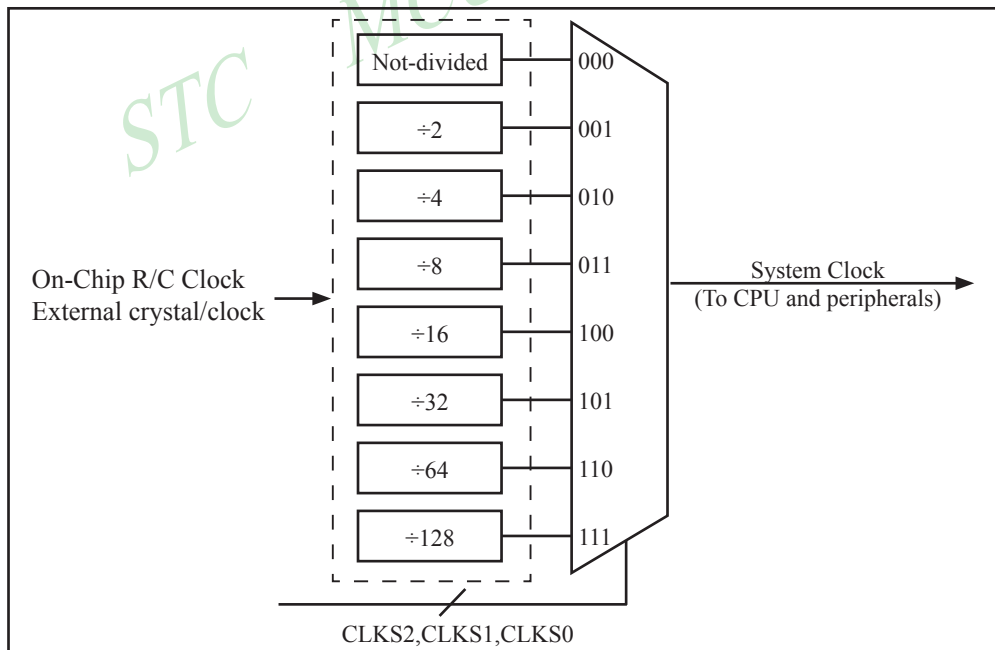 STC
Not-divided
000
÷2
001
÷4
010
÷8
011
÷16
100
÷32
101
÷64
110
÷128
111
On-Chip R/C Clock
External crystal/clock
System Clock
(To CPU and peripherals)
CLKS2,CLKS1,CLKS0